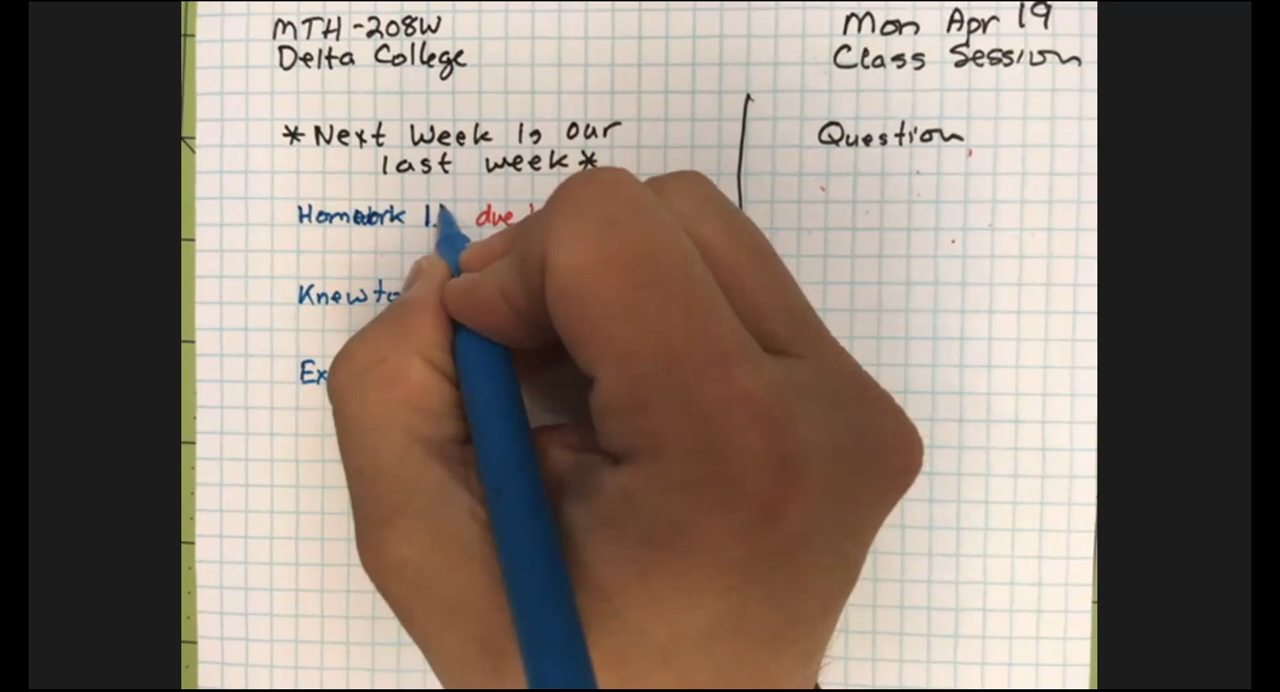 MTH-208W
Delta College
Mon Apr 19
Class Session
*Next Week is our
last week*
Question
Homework due